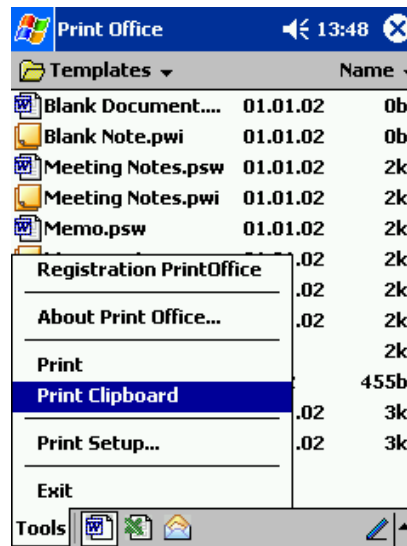 Print Office 13:48
Templates Name
Blank Document.... 01.01.02 0b
Blank Note.pwi 01.01.02 0b
Meeting Notes.psw 01.01.02 2k
Meeting Notes.pwi 01.01.02 2k
Memo.psw 01.01.02 2k
.02 2k
Registration PrintOffice
.02 2k
About Print Office... .02 2k
2k
Print
455b
Print Clipboard
.02 3k
Print Setup... .02 3k
Exit
Tools